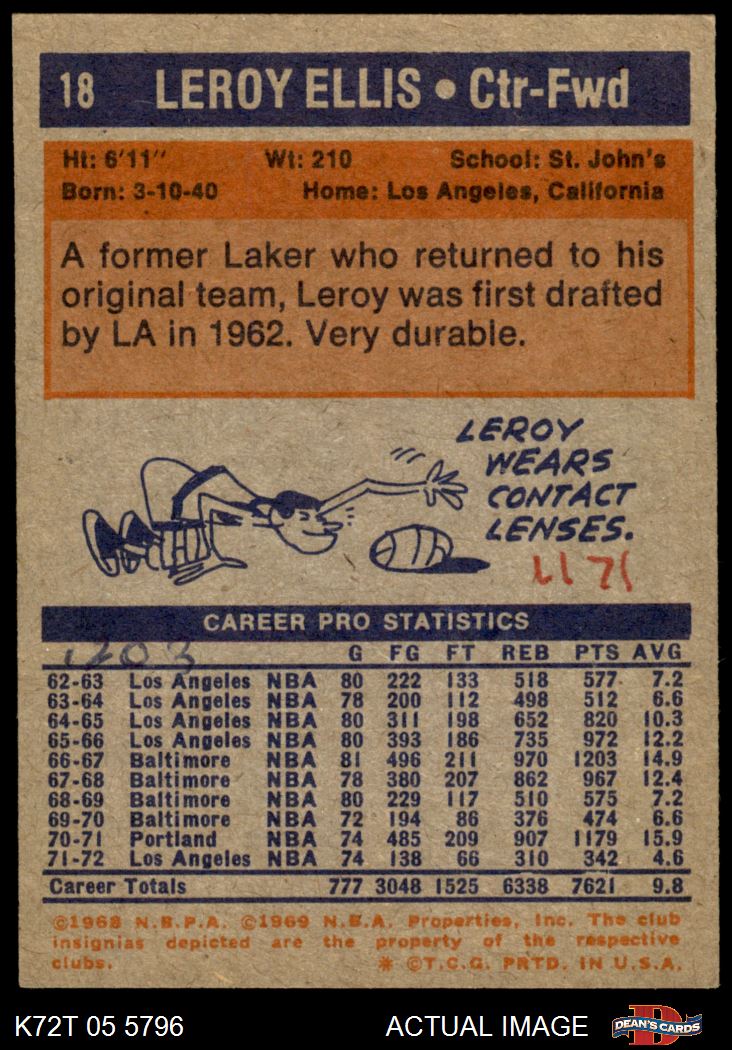 18 LEROY ELLIS • Ctr-Fwd
Ht: 6'11" Wt: 210 School: St. John's
Born: 3-10-40 Home: Los Angeles, California
A former Laker who returned to his
original team, Leroy was first drafted
by LA in 1962. Very durable.
LEROY
WEARS
CONTACT
LENSES.
1171
CAREER PRO STATISTICS
1203
G FG FT REB PTS AVG
62-63 Los Angeles NBA 80 222 133 518 577 7.2
63-64 Los Angeles NBA 78 200 112 498 512 6.6
64-65 Los Angeles NBA 80 311 198 652 820 10.3
65-66 Los Angeles NBA 80 393 186 735 972 12.2
66-67 Baltimore NBA 81 496 211 970 1203 14.9
67-68 Baltimore NBA 78 380 207 862 967 12.4
68-69 Baltimore NBA 80 229 117 510 575 7.2
69-70 Baltimore NBA 72 194 86 376 474 6.6
70-71 Portland NBA 74 485 209 907 1179 15.9
71-72 Los Angeles NBA 74 138 66 310 342 4.6
Career Totals 777 3048 1525 6338 7621 9.8
©1968 N.B.P.A. ©1969 N.B.A. Properties, Inc. The club
insignias depicted are the property of the respective
clubs. * ©T.C.G. PRTD. IN U.S.A.
K72T 05 5796 ACTUAL IMAGE D DEAN'S CARDS